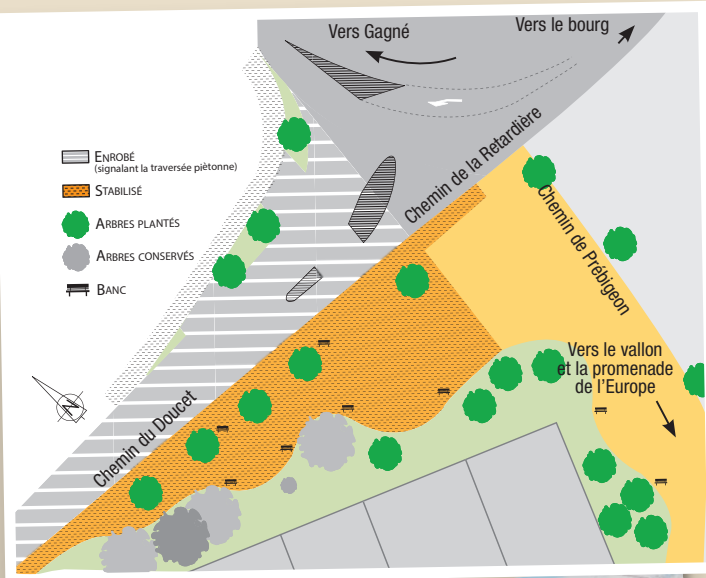 Vers Gagné
Vers le bourg
Enrobé
(signalant la traversée piètonne)
Stabilisé
Arbres plantés
Arbres conservés
Banc
Chemin de la Retardière
Chemin de Prébigeon
Vers le vallon
et la promenade
de l'Europe
Chemin du Doucet
N